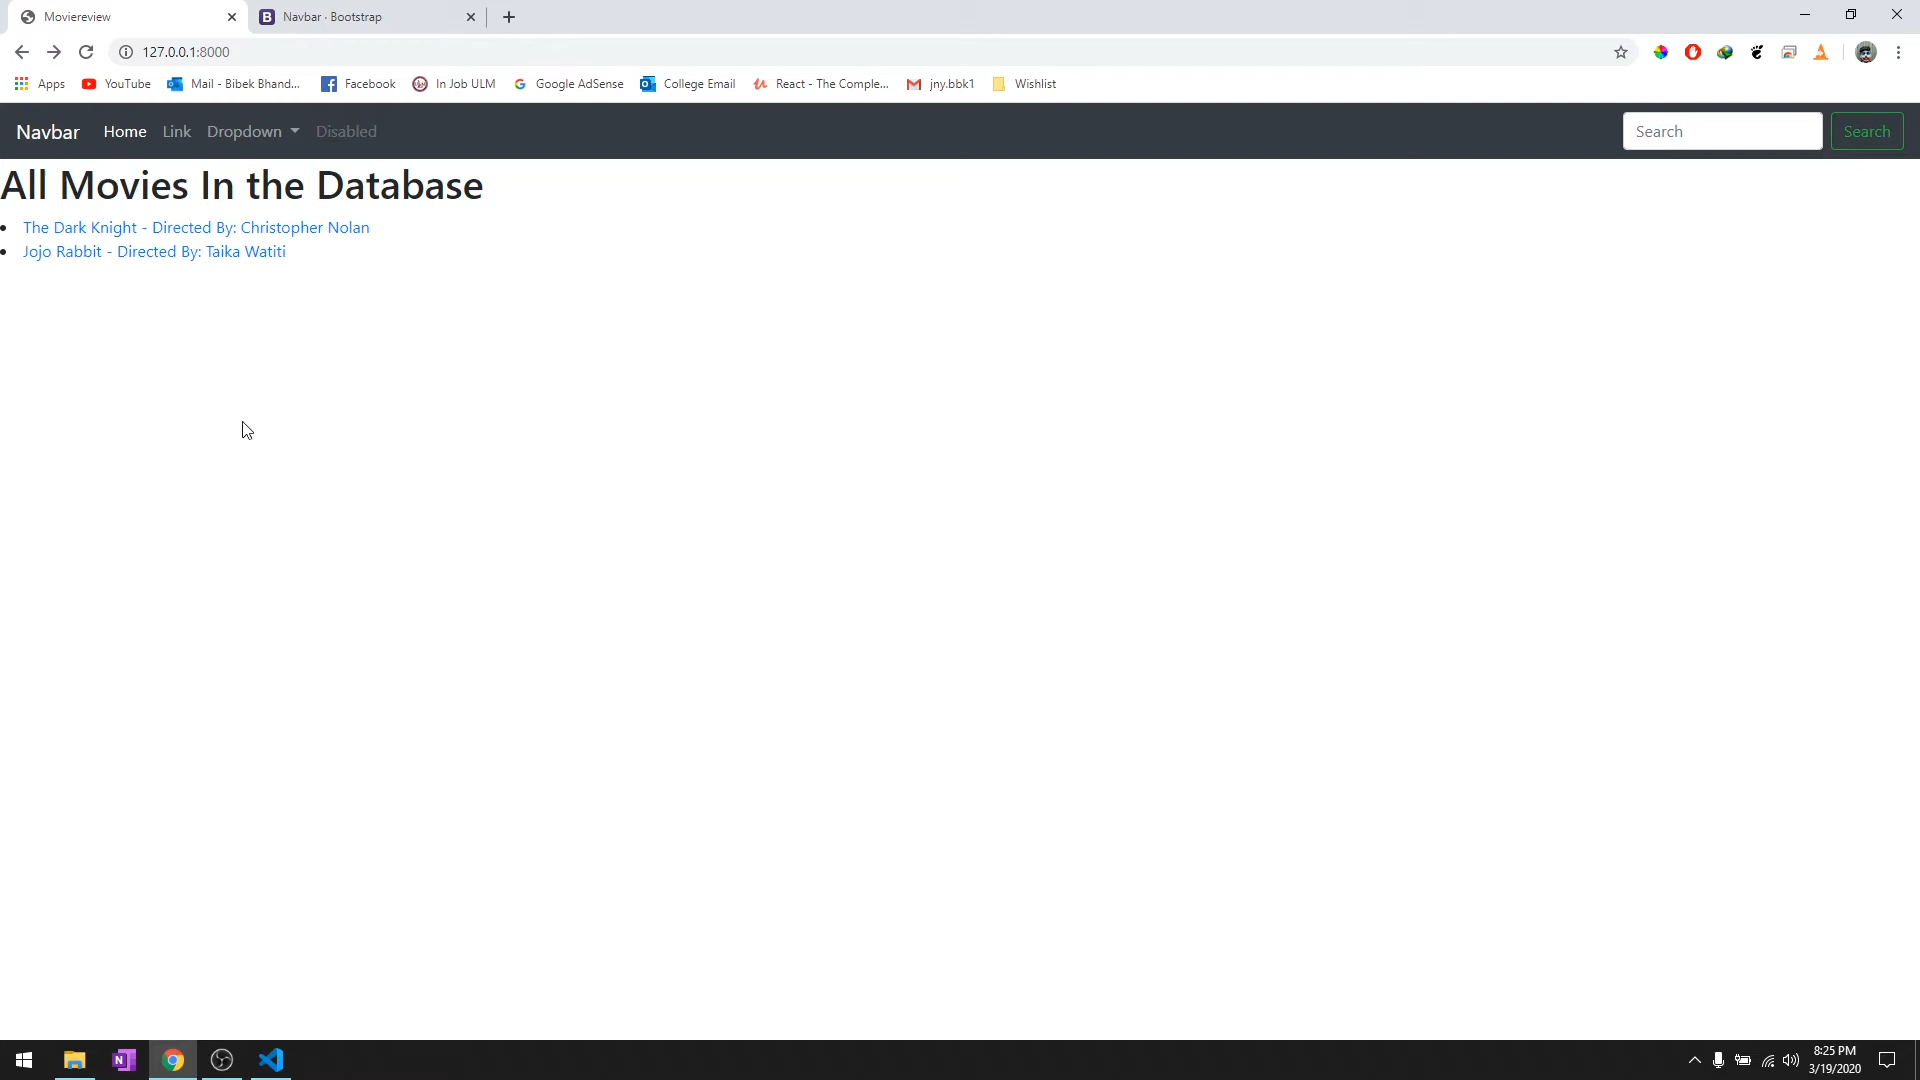 Moviereview
Navbar · Bootstrap
127.0.0.1:8000
Apps YouTube Mail - Bibek Bhand... Facebook In Job ULM Google AdSense College Email React - The Comple... jny.bbk1 Wishlist
Navbar Home Link Dropdown Disabled Search Search
All Movies In the Database
The Dark Knight - Directed By: Christopher Nolan
Jojo Rabbit - Directed By: Taika Watiti
8:25 PM
3/19/2020